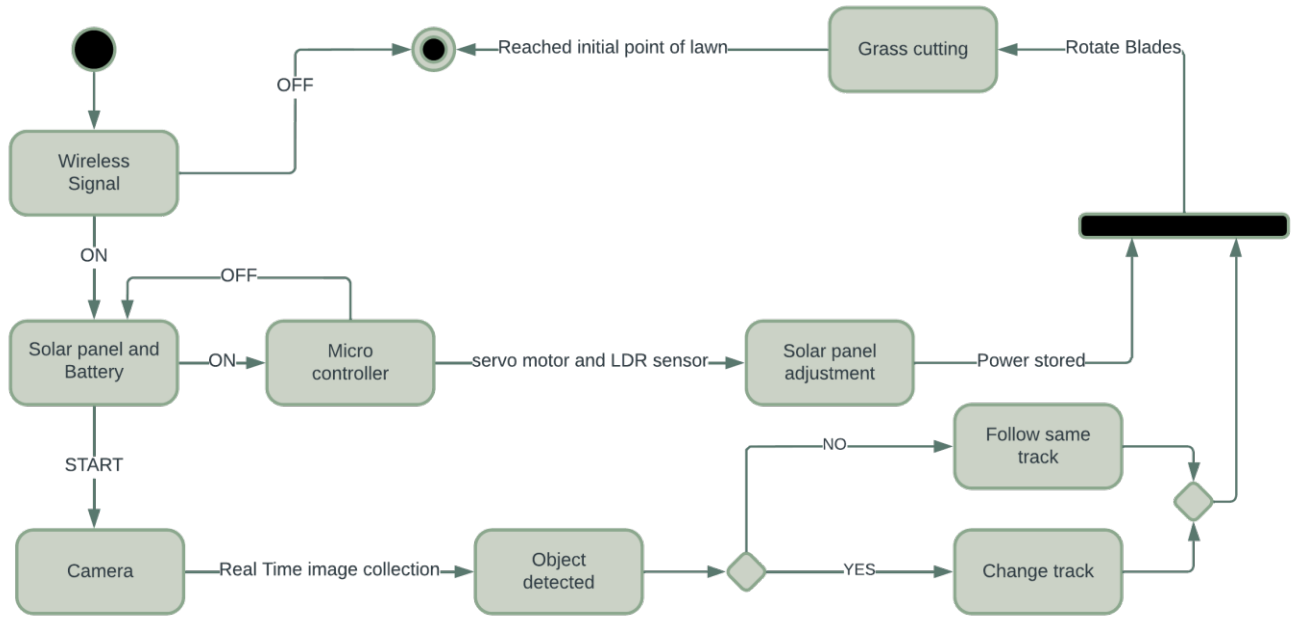 Reached initial point of lawn
Grass cutting
Rotate Blades
OFF
Wireless
Signal
ON
OFF
Solar panel and
Battery
ON
Micro
controller
servo motor and LDR sensor
Solar panel
adjustment
Power stored
START
NO
Follow same
track
Camera
Real Time image collection
Object
detected
YES
Change track